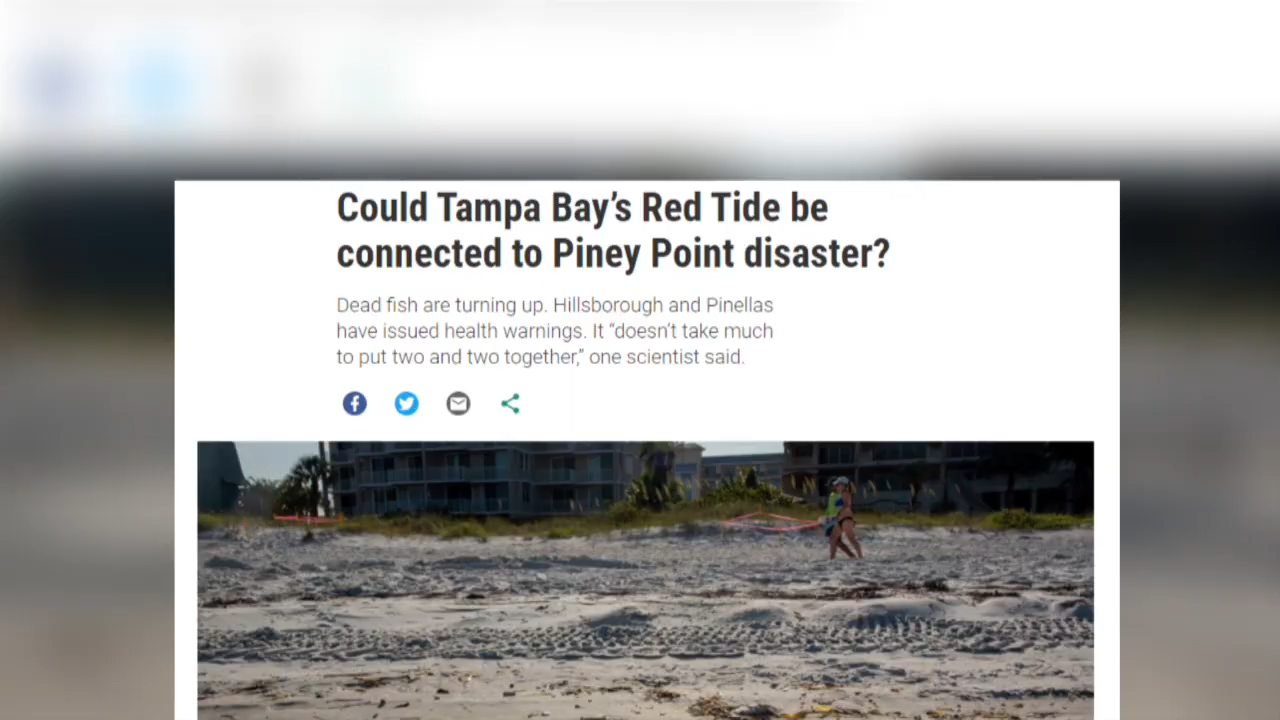 Could Tampa Bay’s Red Tide be
connected to Piney Point disaster?
Dead fish are turning up. Hillsborough and Pinellas
have issued health warnings. It “doesn’t take much
to put two and two together,” one scientist said.